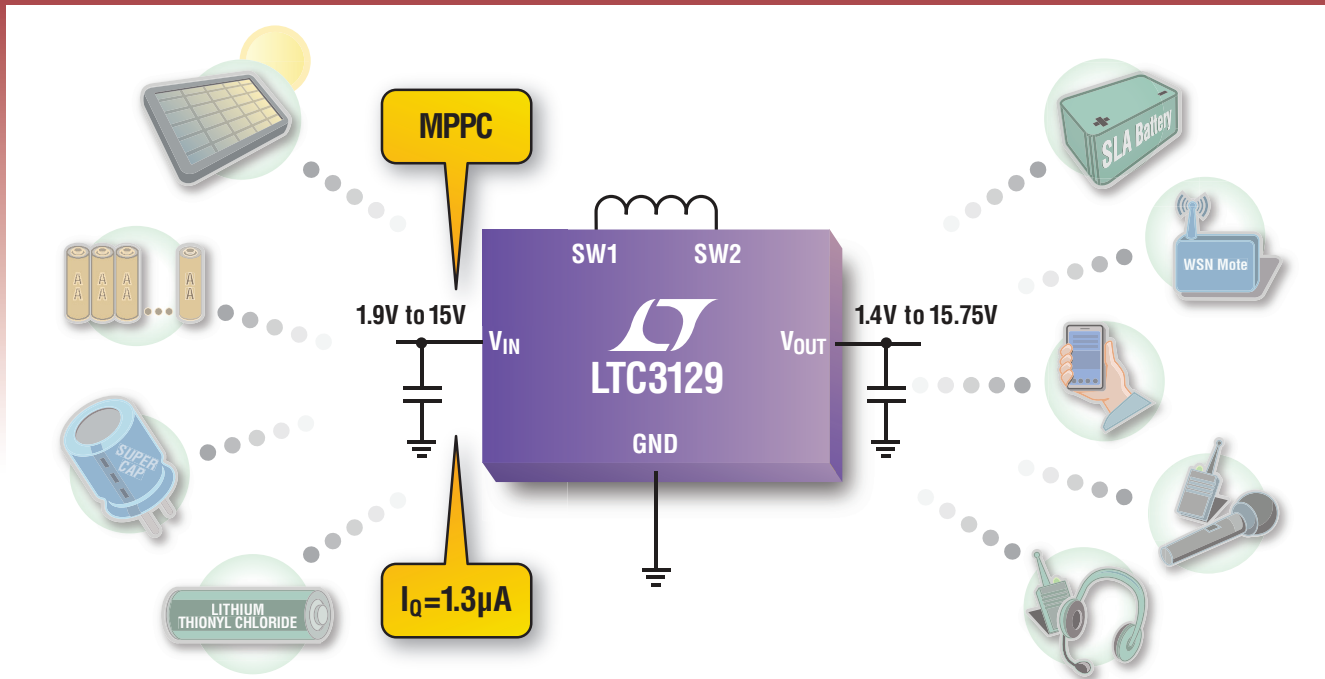 MPPC
SW1
SW2
SLA Battery
WSN Mote
A A
A A
A A
A A
1.9V to 15V
1.4V to 15.75V
VIN
VOUT
LTC3129
SUPER
CAP
GND
LITHIUM
THIONYL CHLORIDE
IQ=1.3µA